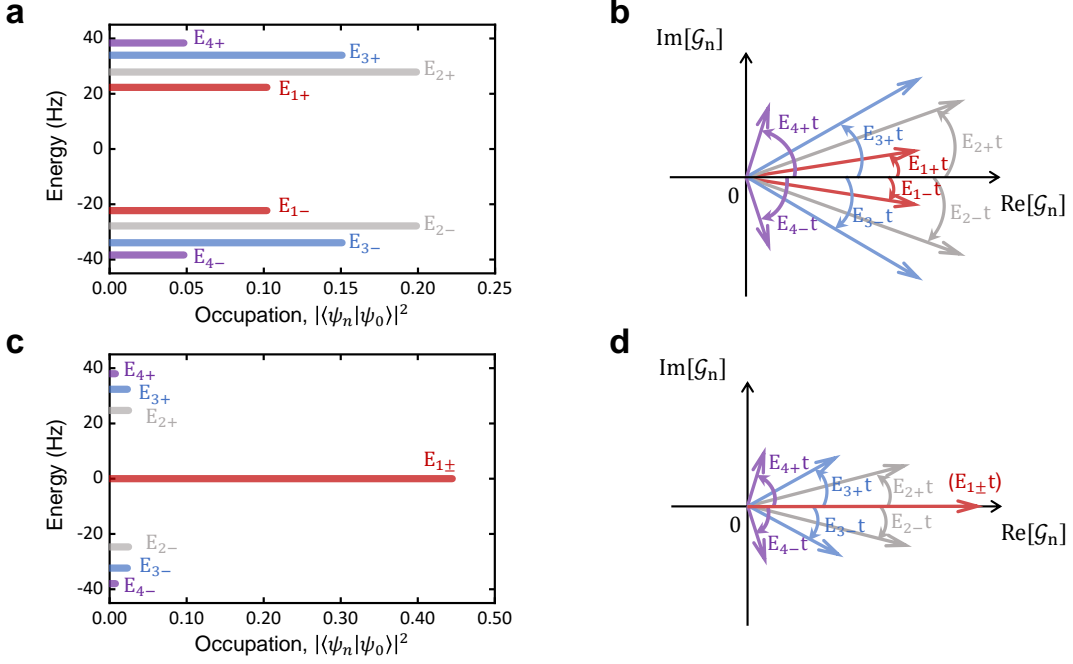 a
40
20
0
-20
-40
Energy (Hz)
E4+
E3+
E2+
E1+
E1−
E2−
E3−
E4−
0.00 0.05 0.10 0.15 0.20 0.25
Occupation, |⟨ψn|ψ0⟩|²
b
Im[𝒢n]
E4+t
E3+t
E2+t
E1+t
E1−t
E2−t
E3−t
E4−t
0
Re[𝒢n]
c
40
20
0
-20
-40
Energy (Hz)
E4+
E3+
E2+
E1±
E2−
E3−
E4−
0.00 0.10 0.20 0.30 0.40 0.50
Occupation, |⟨ψn|ψ0⟩|²
d
Im[𝒢n]
E4+t
E3+t
E2+t
(E1±t)
E2−t
E3−t
E4−t
0
Re[𝒢n]